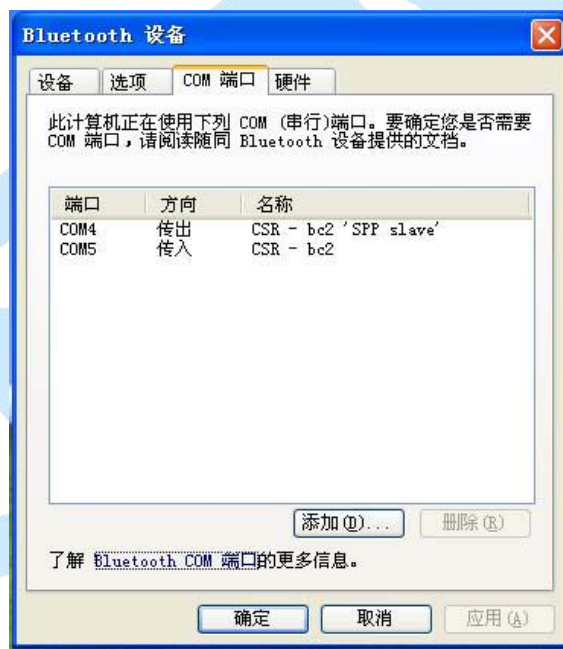 Bluetooth 设备
设备 选项 COM 端口 硬件
此计算机正在使用下列 COM (串行)端口。要确定您是否需要
COM 端口，请阅读随同 Bluetooth 设备提供的文档。
端口 方向 名称
COM4 传出 CSR - bc2 'SPP slave'
COM5 传入 CSR - bc2
添加(D)... 删除(R)
了解 Bluetooth COM 端口的更多信息。
确定 取消 应用(A)